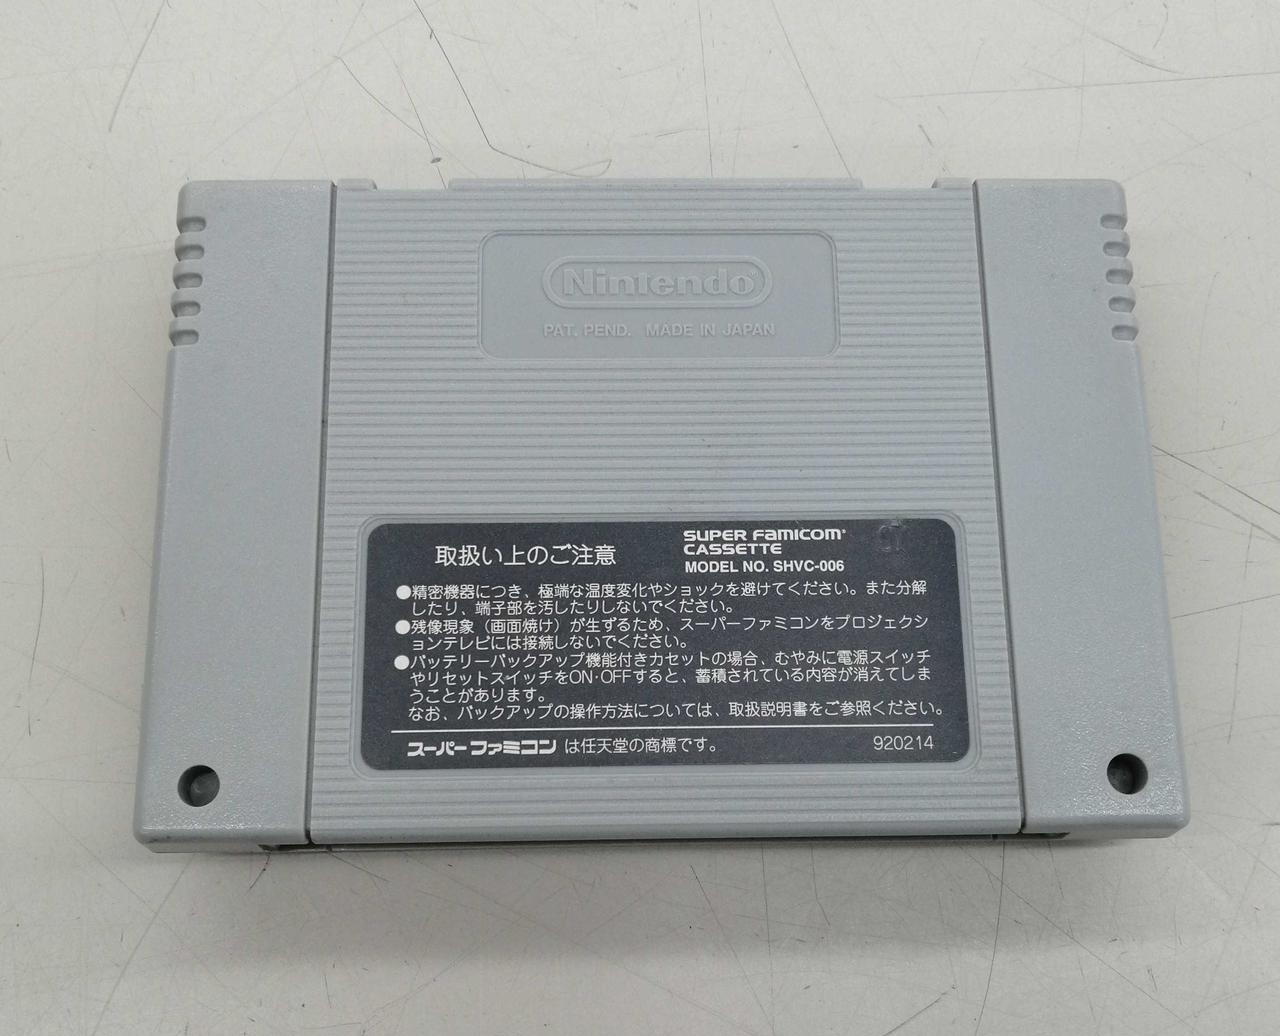 Nintendo®
PAT. PEND. MADE IN JAPAN
取扱い上のご注意
SUPER FAMICOM®
CASSETTE
MODEL NO. SHVC-006
●精密機器につき、極端な温度変化やショックを避けてください。また分解
したり、端子部を汚したりしないでください。
●残像現象（画面焼け）が生ずるため、スーパーファミコンをプロジェクシ
ョンテレビには接続しないでください。
●バッテリーバックアップ機能付きカセットの場合、むやみに電源スイッチ
やリセットスイッチをON・OFFすると、蓄積されている内容が消えてしま
うことがあります。
なお、バックアップの操作方法については、取扱説明書をご参照ください。
スーパーファミコン は任天堂の商標です。
920214